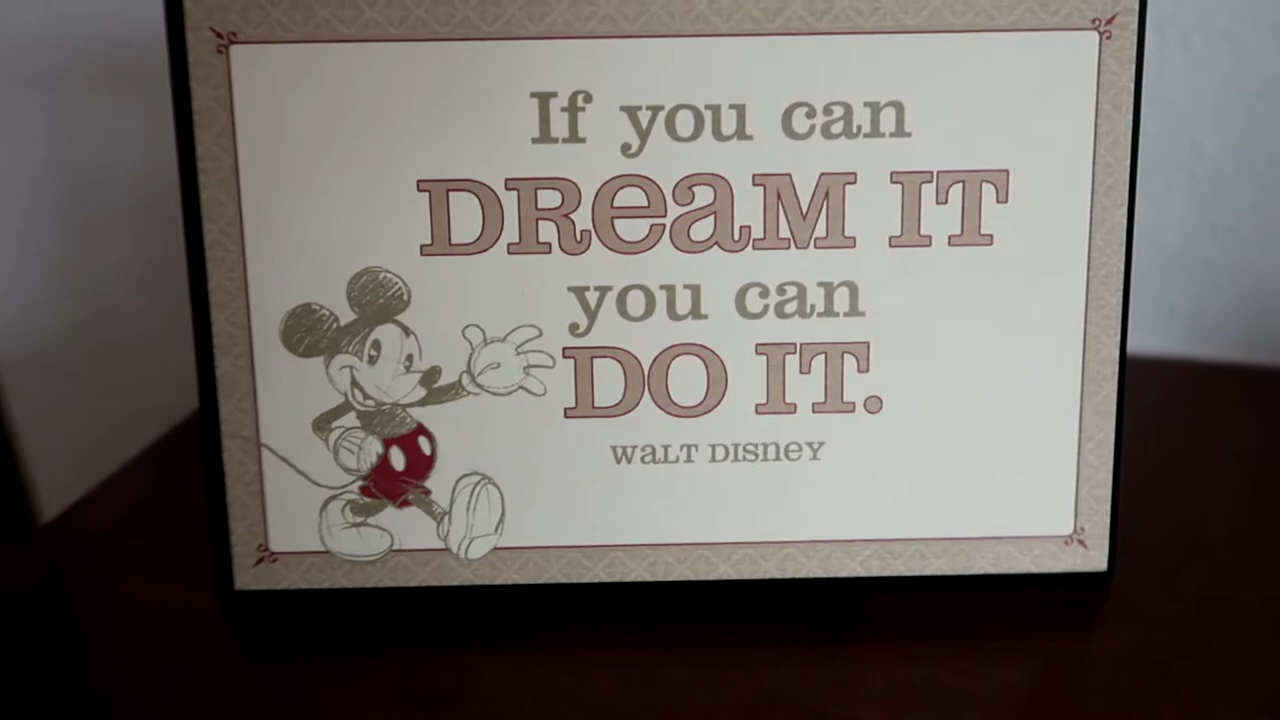 If you can
DReaM IT
you can
DO IT.
WaLT DISNeY